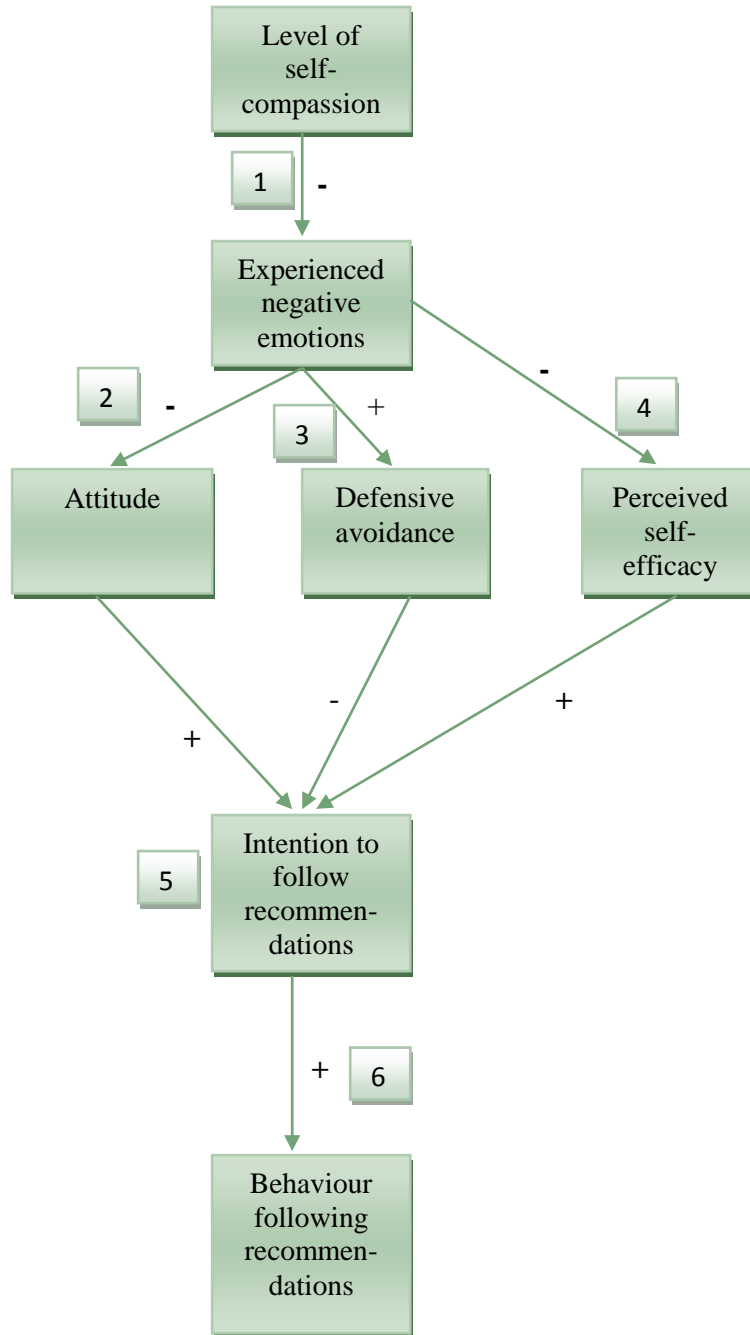 Level of
self-
compassion
1
-
Experienced
negative
emotions
2
-
3
+
-
4
Attitude
Defensive
avoidance
Perceived
self-
efficacy
+
-
+
5
Intention to
follow
recommen-
dations
+
6
Behaviour
following
recommen-
dations